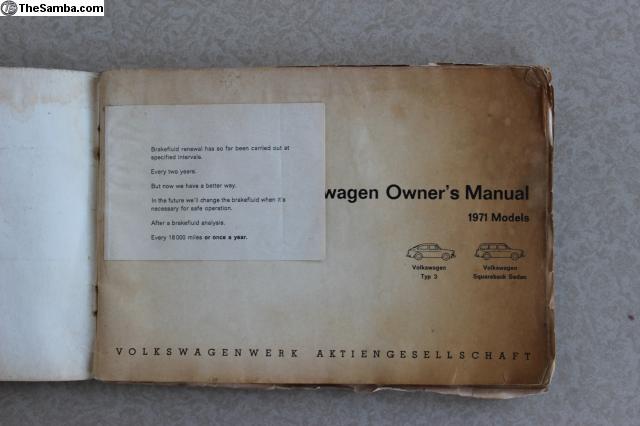 TheSamba.com
Brakefluid renewal has so far been carried out at
specified intervals.
Every two years.
But now we have a better way.
In the future we'll change the brakefluid when it's
necessary for safe operation.
After a brakefluid analysis.
Every 18 000 miles or once a year.
wagen Owner's Manual
1971 Models
Volkswagen
Typ 3
Volkswagen
Squareback Sedan
VOLKSWAGENWERK AKTIENGESELLSCHAFT